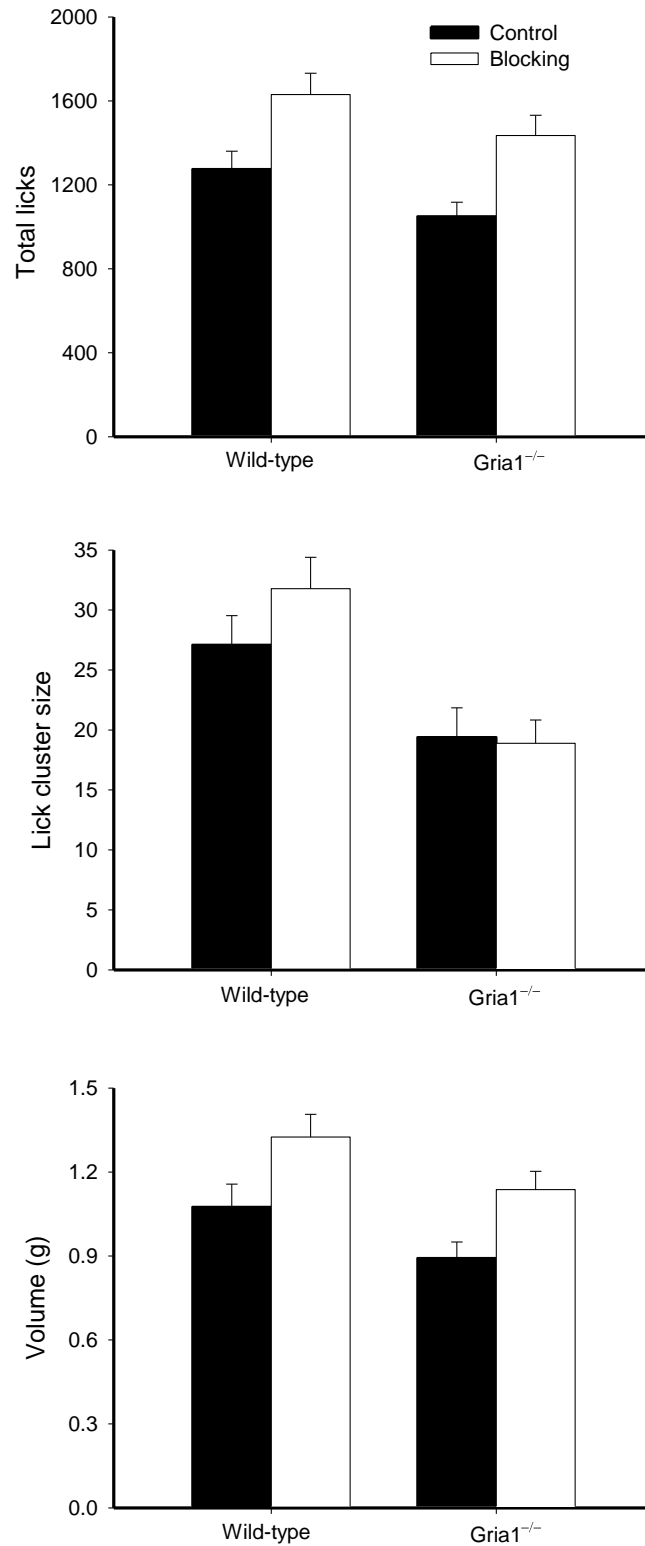 2000
Control
Blocking
1600
1200
800
400
0
Total licks
Wild-type
Gria1⁻/⁻
35
30
25
20
15
10
5
0
Lick cluster size
Wild-type
Gria1⁻/⁻
1.5
1.2
0.9
0.6
0.3
0.0
Volume (g)
Wild-type
Gria1⁻/⁻